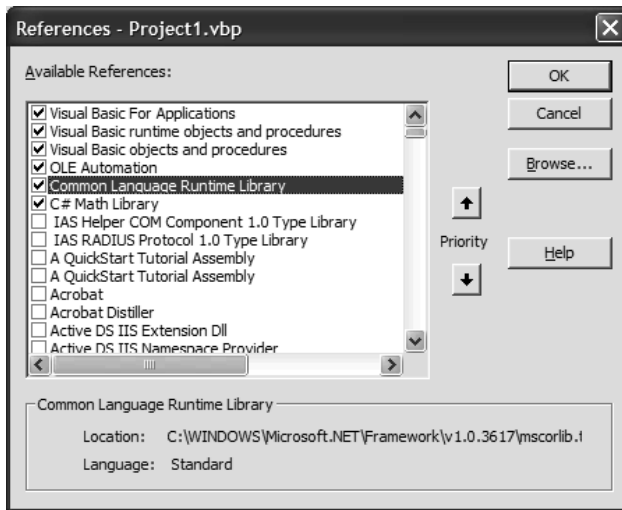 References - Project1.vbp
Available References:
Visual Basic For Applications
Visual Basic runtime objects and procedures
Visual Basic objects and procedures
OLE Automation
Common Language Runtime Library
C# Math Library
IAS Helper COM Component 1.0 Type Library
IAS RADIUS Protocol 1.0 Type Library
A QuickStart Tutorial Assembly
A QuickStart Tutorial Assembly
Acrobat
Acrobat Distiller
Active DS IIS Extension Dll
Active DS IIS Namespace Provider
OK
Cancel
Browse...
Priority
Help
Common Language Runtime Library
Location: C:\WINDOWS\Microsoft.NET\Framework\v1.0.3617\mscorlib.t
Language: Standard